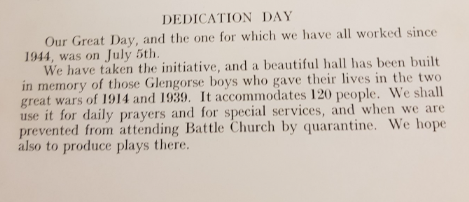 DEDICATION DAY
Our Great Day, and the one for which we have all worked since
1944, was on July 5th.
We have taken the initiative, and a beautiful hall has been built
in memory of those Glengorse boys who gave their lives in the two
great wars of 1914 and 1939. It accommodates 120 people. We shall
use it for daily prayers and for special services, and when we are
prevented from attending Battle Church by quarantine. We hope
also to produce plays there.